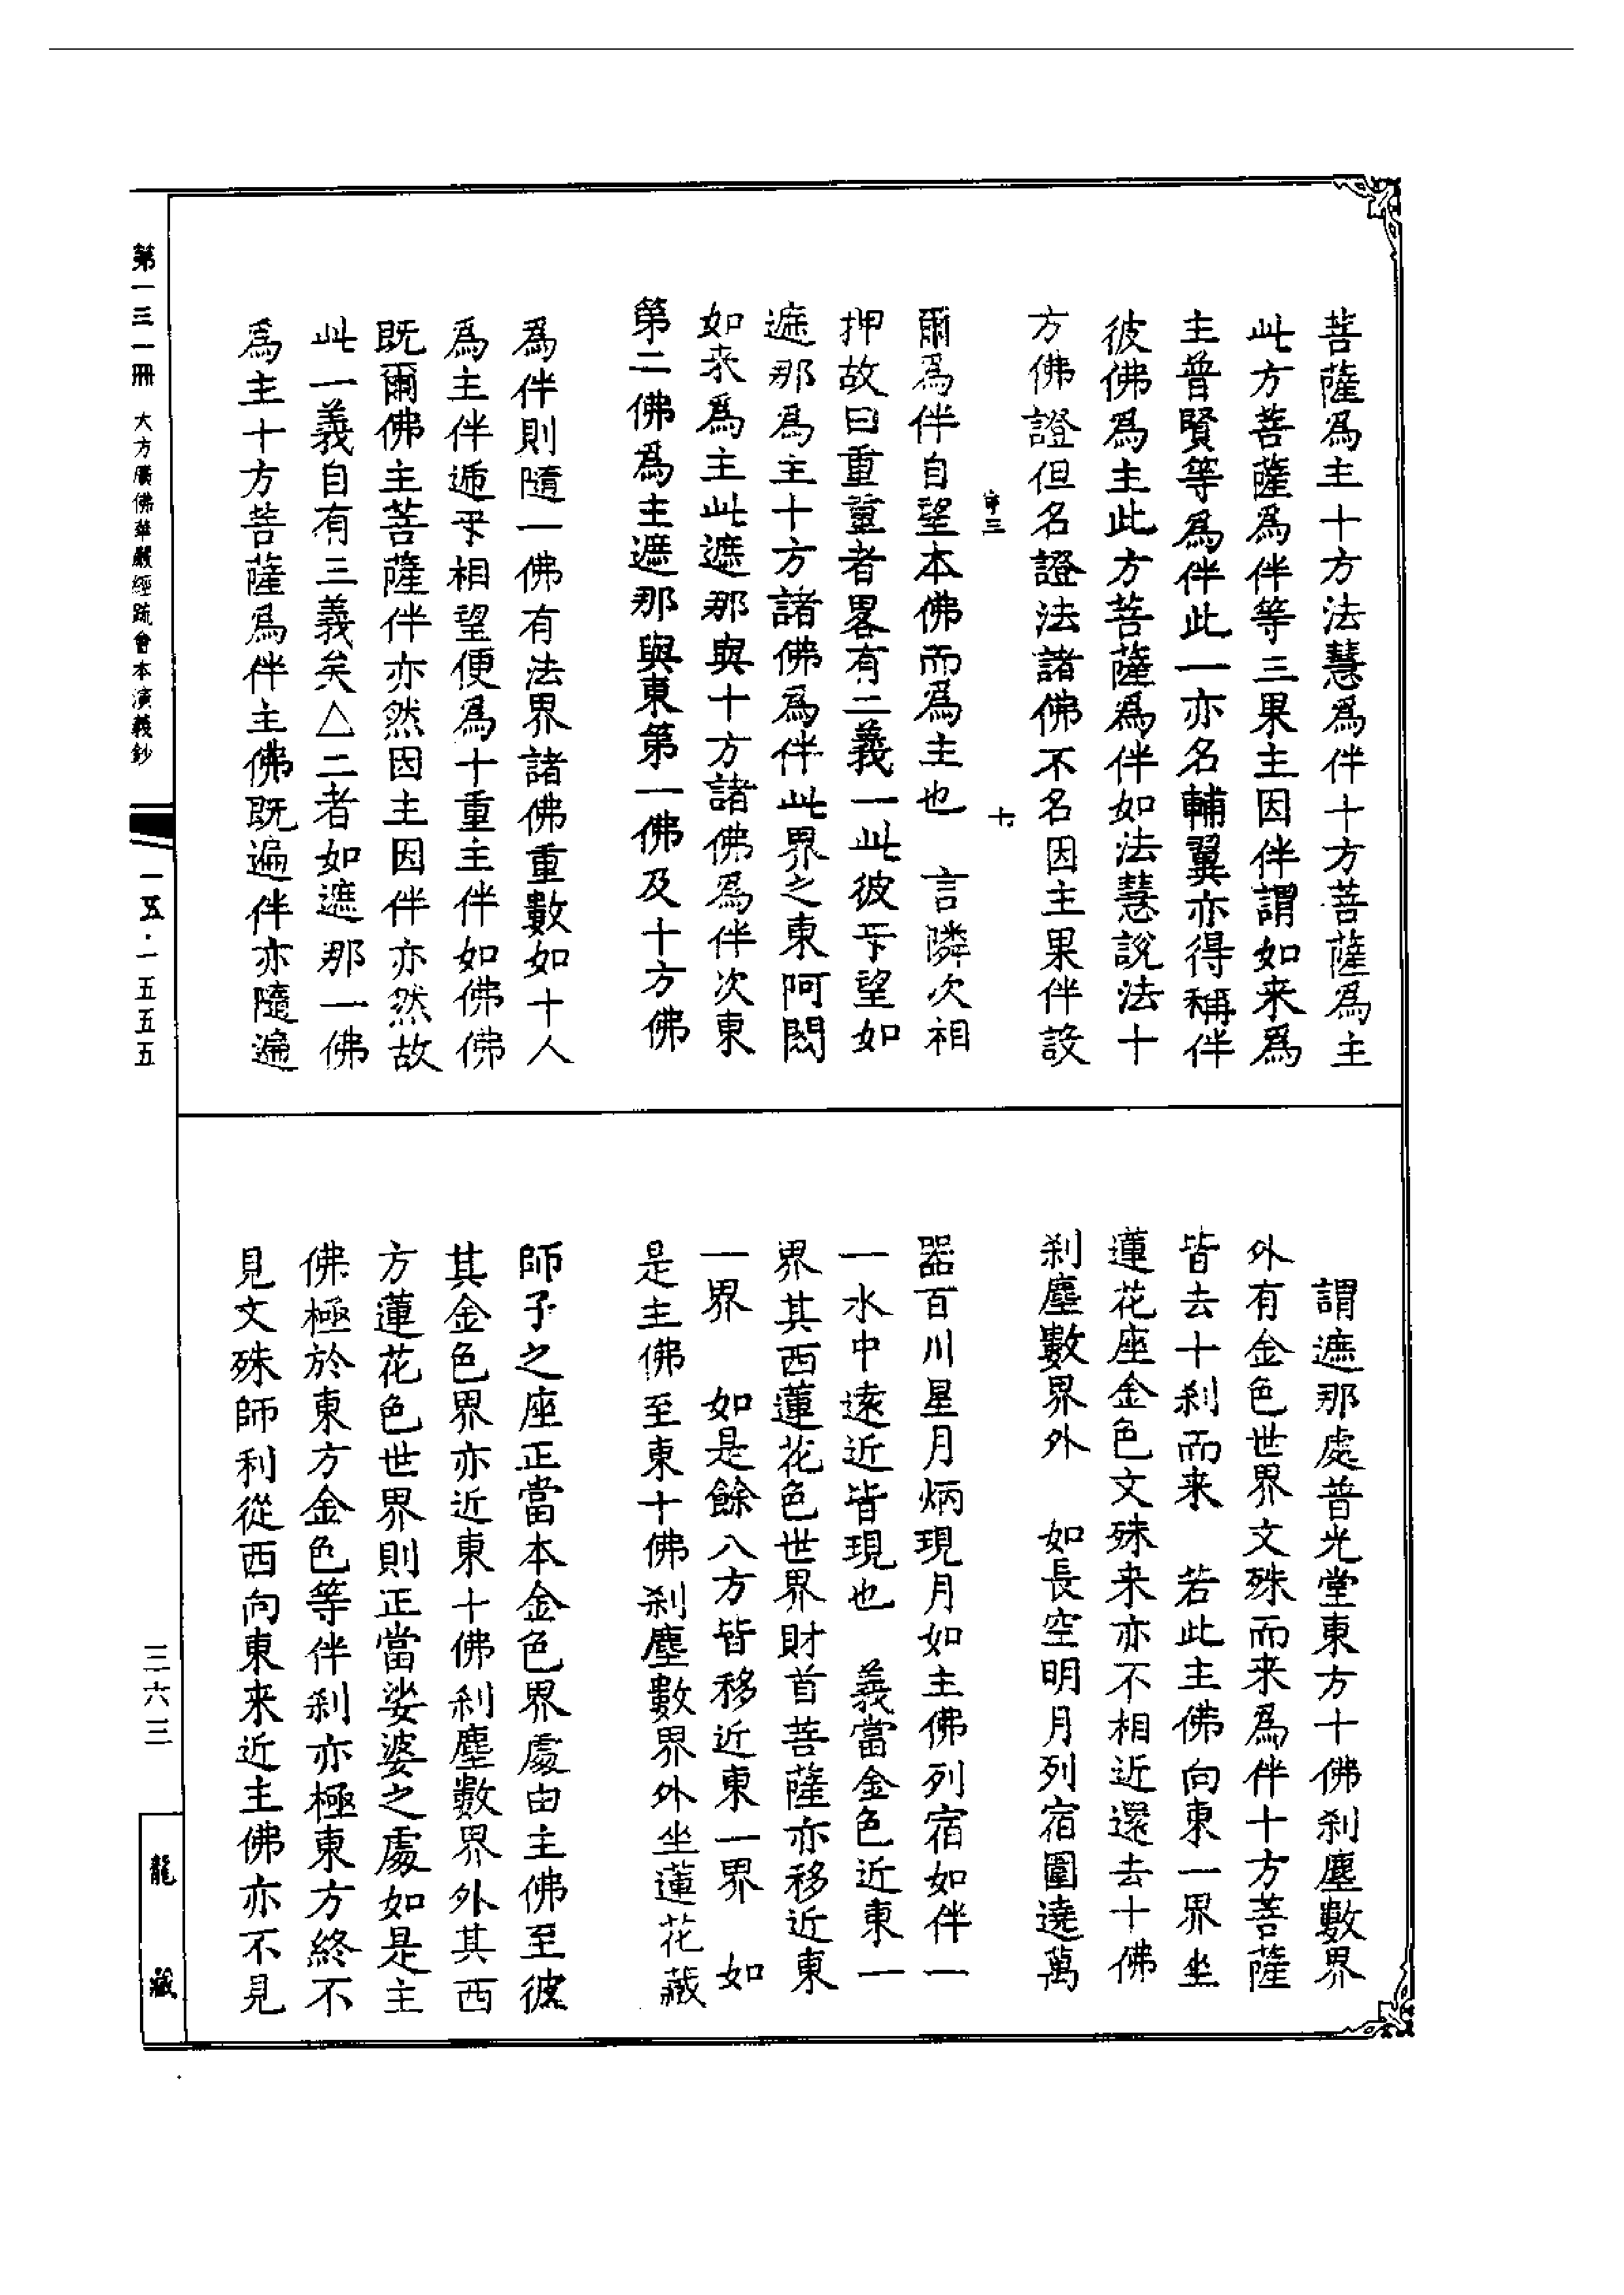 菩薩爲主十方法慧爲伴十方菩薩爲主
此方菩薩爲伴等三果主因伴謂如来爲
主普賢等爲伴此一亦名輔翼亦得稱伴
彼佛爲主此方菩薩爲伴如法慧說法十
方佛證但名證法諸佛不名因主果伴設
十
爾爲伴自望本佛而爲主也 言隣次相
押故曰重重者畧有二義一此彼㸦望如
遮那爲主十方諸佛爲伴此界之東阿閦
如来爲主此遮那與十方諸佛爲伴次東
第二佛爲主遮那與東第一佛及十方佛
爲伴則隨一佛有法界諸佛重數如十人
爲主伴遞㸦相望便爲十重主伴如佛佛
既爾佛主菩薩伴亦然因主因伴亦然故
此一義自有三義矣△二者如遮那一佛
爲主十方菩薩爲伴主佛既遍伴亦隨遍
謂遮那處普光堂東方十佛刹塵數界
外有金色世界文殊而来爲伴十方菩薩
皆去十刹而来 若此主佛向東一界坐
蓮花座金色文殊来亦不相近還去十佛
刹塵數界外 如長空明月列宿圍遶萬
器百川星月炳現月如主佛列宿如伴一
一水中遠近皆現也 義當金色近東一
界其西蓮花色世界財首菩薩亦移近東
一界 如是餘八方皆移近東一界 如
是主佛至東十佛刹塵數界外坐蓮花藏
師子之座正當本金色界處由主佛至彼
其金色界亦近東十佛刹塵數界外其西
方蓮花色世界則正當娑婆之處如是主
佛極於東方金色等伴刹亦極東方終不
見文殊師利從西向東来近主佛亦不見
第一三一冊 大方廣佛華嚴經疏會本演義鈔
一五·一五五五
三六三
龍藏